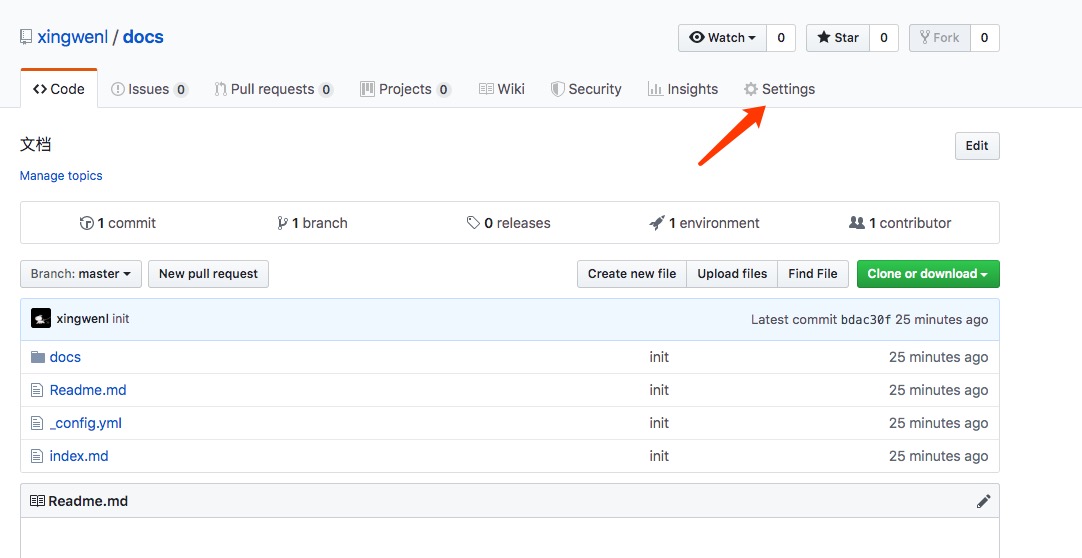 xingwenl / docs
Watch 0 Star 0 Fork 0
Code Issues 0 Pull requests 0 Projects 0 Wiki Security Insights Settings
文档
Edit
Manage topics
1 commit 1 branch 0 releases 1 environment 1 contributor
Branch: master New pull request Create new file Upload files Find File Clone or download
xingwenl init Latest commit bdac30f 25 minutes ago
docs init 25 minutes ago
Readme.md init 25 minutes ago
_config.yml init 25 minutes ago
index.md init 25 minutes ago
Readme.md